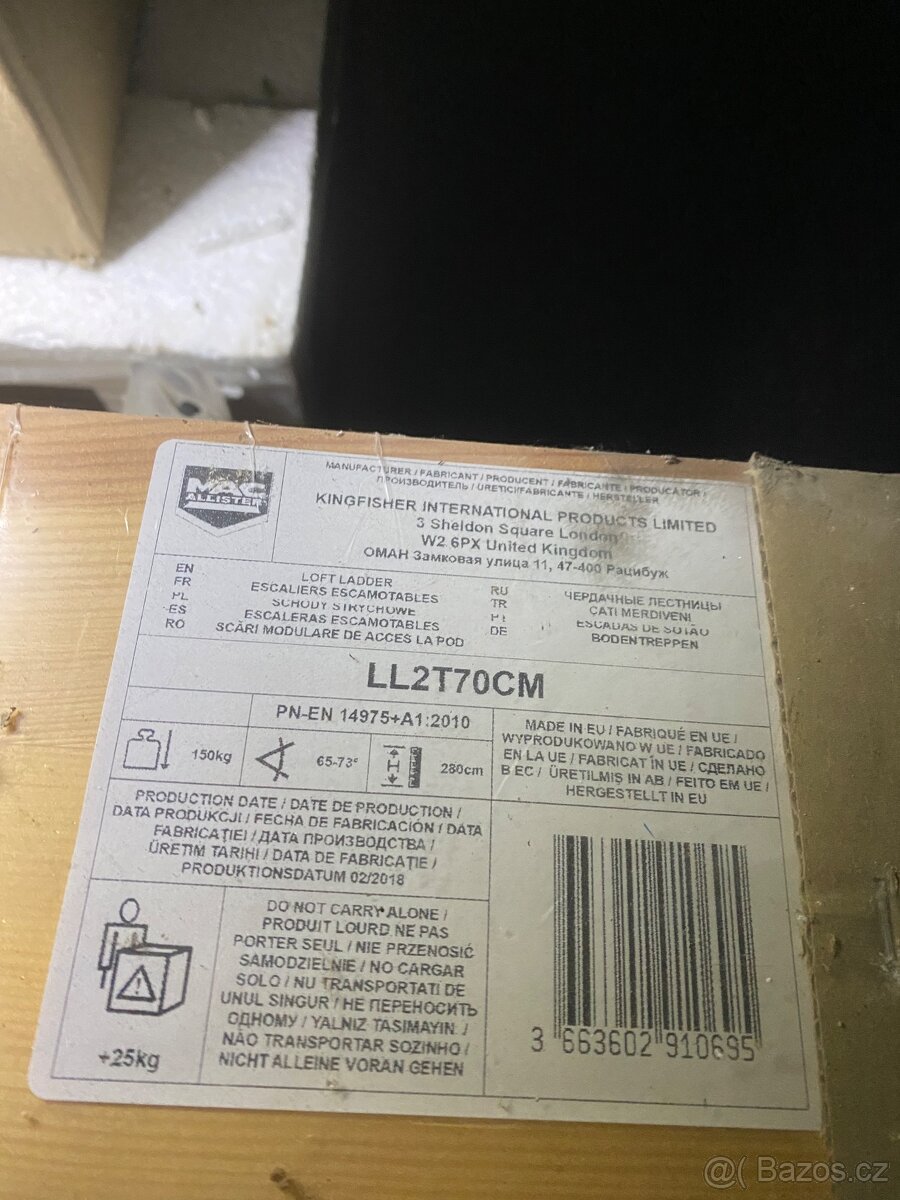 MAC
ALLISTER
MANUFACTURER / FABRICANT / PRODUCENT / FABRICANTE / PRODUCATOR /
ПРОИЗВОДИТЕЛЬ / ÜRETICI/FABRICANTE / HERSTELLER
KINGFISHER INTERNATIONAL PRODUCTS LIMITED
3 Sheldon Square London
W2 6PX United Kingdom
ОМАН Замковая улица 11, 47-400 Рацибуж
EN LOFT LADDER
FR ESCALIERS ESCAMOTABLES
PL SCHODY STRYCHOWE
ES ESCALERAS ESCAMOTABLES
RO SCĂRI MODULARE DE ACCES LA POD
RU ЧЕРДАЧНЫЕ ЛЕСТНИЦЫ
TR ÇATI MERDİVENİ
PT ESCADAS DE SÓTÃO
DE BODENTREPPEN
LL2T70CM
PN-EN 14975+A1:2010
150kg
65-73°
H
280cm
MADE IN EU / FABRIQUÉ EN UE /
WYPRODUKOWANO W UE / FABRICADO
EN LA UE / FABRICAT ÎN UE / СДЕЛАНО
В ЕС / ÜRETILMIŞ IN AB / FEITO EM UE /
HERGESTELLT IN EU
PRODUCTION DATE / DATE DE PRODUCTION /
DATA PRODUKCJI / FECHA DE FABRICACIÓN / DATA
FABRICAŢIEI / ДАТА ПРОИЗВОДСТВА /
ÜRETIM TARIHI / DATA DE FABRICAȚIE /
PRODUKTIONSDATUM 02/2018
+25kg
DO NOT CARRY ALONE /
PRODUIT LOURD NE PAS
PORTER SEUL / NIE PRZENOSIĆ
SAMODZIELNIE / NO CARGAR
SOLO / NU TRANSPORTATI DE
UNUL SINGUR / НЕ ПЕРЕНОСИТЬ
ОДНОМУ / YALNIZ TASIMAYIN /
NÃO TRANSPORTAR SOZINHO /
NICHT ALLEINE VORAN GEHEN
3 663602 910695
@( Bazos.cz